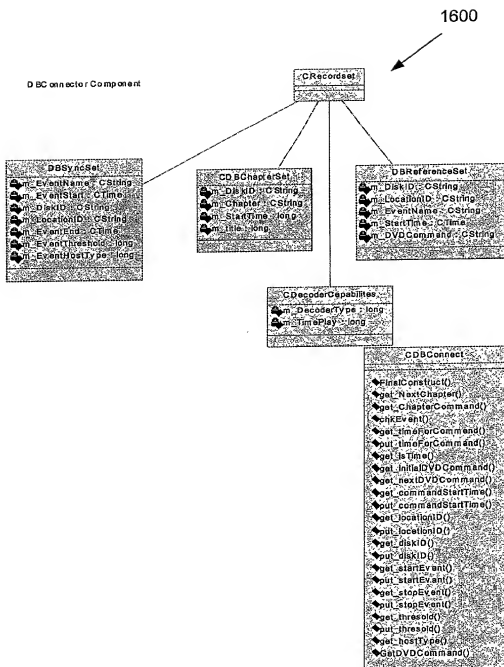 1600
DBConnector Component
CRecordset
DBSyncSet
m_EventName : CString
m_EventStart : CTime
m_DiskID : CString
m_LocationID : CString
m_EventEnd : CTime
m_EventThreshold : long
m_EventHostType : long
CDBChapterSet
m_DiskID : CString
m_Chapter : CString
m_StartTime : long
m_title : long
DBReferenceSet
m_DiskID : CString
m_LocationID : CString
m_EventName : CString
m_StartTime : CTime
m_DVDCommand : CString
CDecoderCapabilites
m_DecoderType : long
m_TimePlay : long
CDBConnect
FinalConstruct()
get_NextChapter()
get_ChapterCommand()
chkEvent()
get_timeForCommand()
put_timeForCommand()
get_IsTime()
get_initialDVDCommand()
get_nextDVDCommand()
get_commandStartTime()
put_commandStartTime()
get_locationID()
put_locationID()
get_diskID()
put_diskID()
get_startEvent()
put_startEvent()
get_stopEvent()
put_stopEvent()
get_thresold()
put_thresold()
get_hostType()
GetDVDCommand()